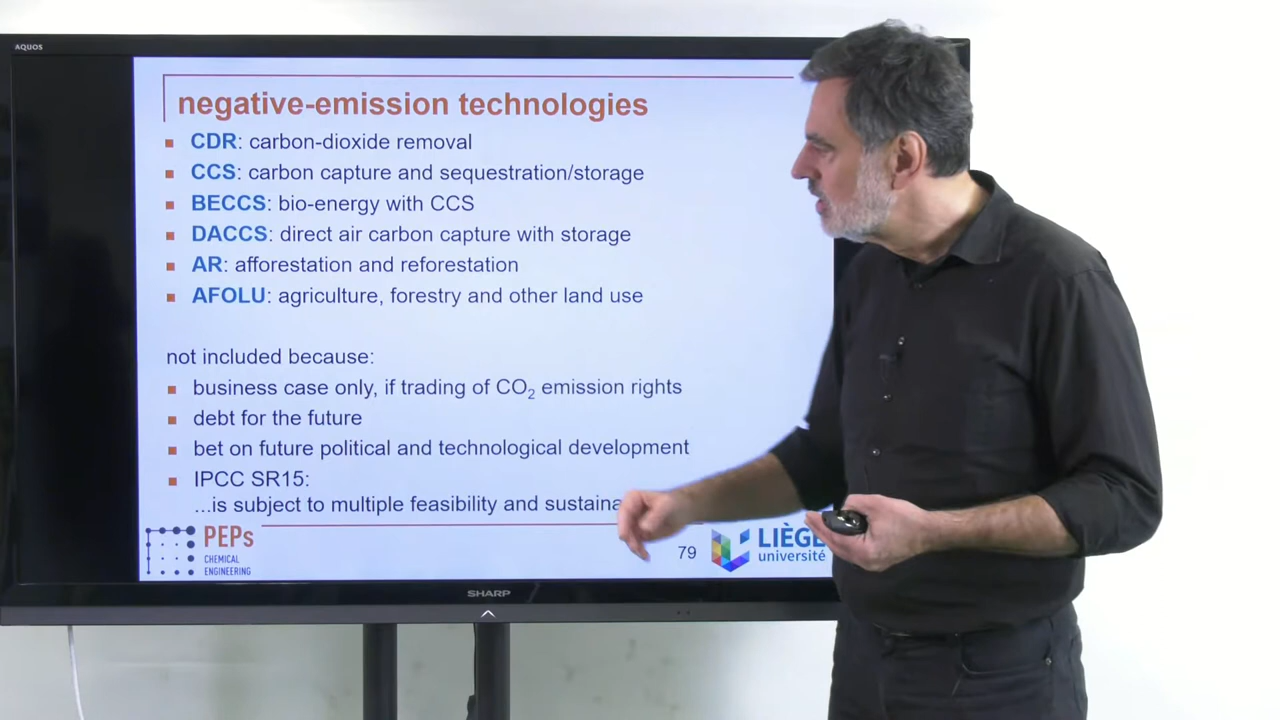 AQUOS
negative-emission technologies
CDR: carbon-dioxide removal
CCS: carbon capture and sequestration/storage
BECCS: bio-energy with CCS
DACCS: direct air carbon capture with storage
AR: afforestation and reforestation
AFOLU: agriculture, forestry and other land use
not included because:
business case only, if trading of CO₂ emission rights
debt for the future
bet on future political and technological development
IPCC SR15:
...is subject to multiple feasibility and
PEPs
CHEMICAL
ENGINEERING
79
université
SHARP